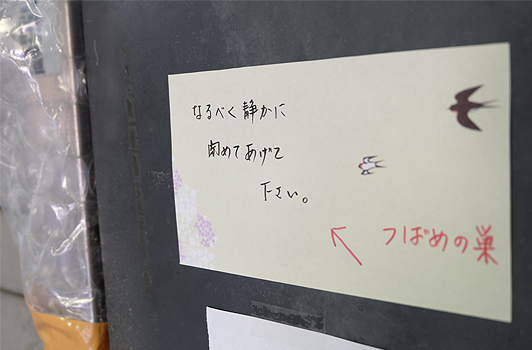 なるべく静かに
閉めてあげて
下さい。
つばめの巣